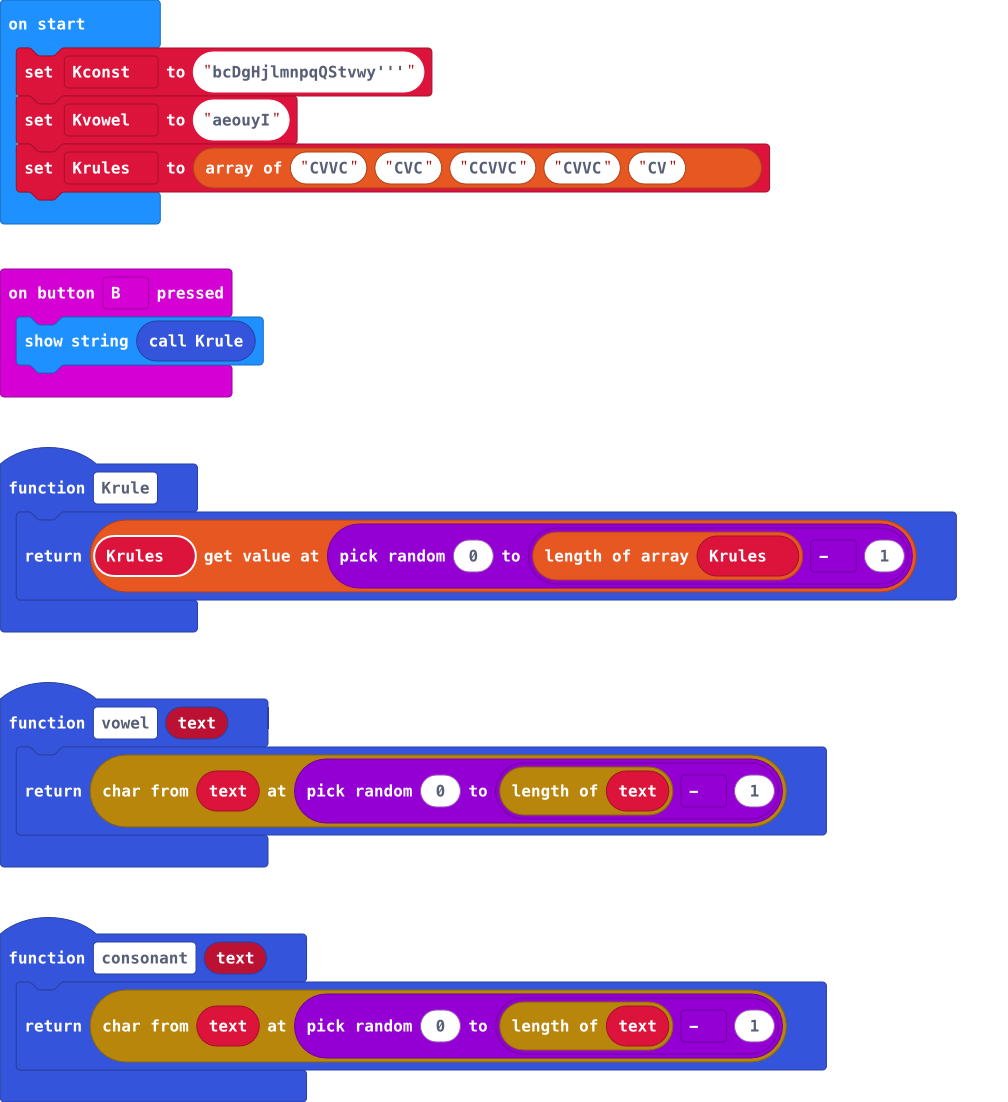 on start
set Kconst to "bcDgHjlmnpqQStvwy'''"
set Kvowel to "aeouyI"
set Krules to array of "CVVC" "CVC" "CCVVC" "CVVC" "CV"
on button B pressed
show string call Krule
function Krule
return Krules get value at pick random 0 to length of array Krules - 1
function vowel text
return char from text at pick random 0 to length of text - 1
function consonant text
return char from text at pick random 0 to length of text - 1